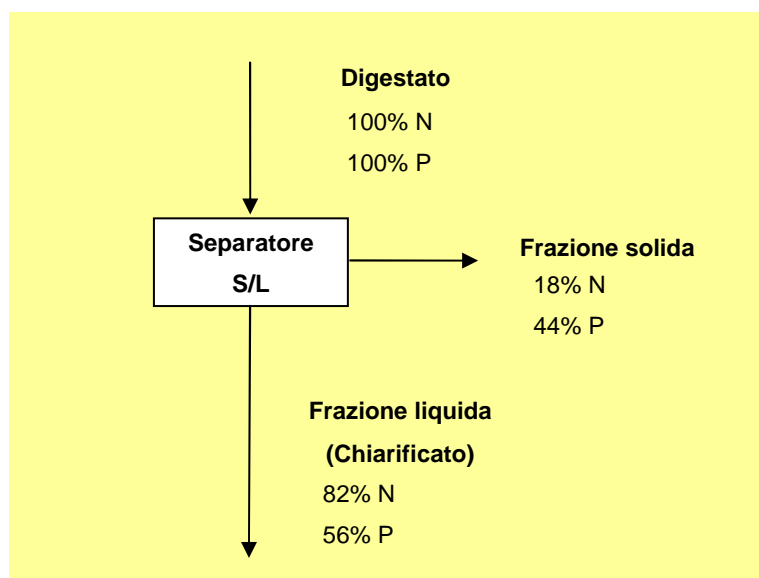 Digestato
100% N
100% P
Separatore
S/L
Frazione solida
18% N
44% P
Frazione liquida
(Chiarificato)
82% N
56% P